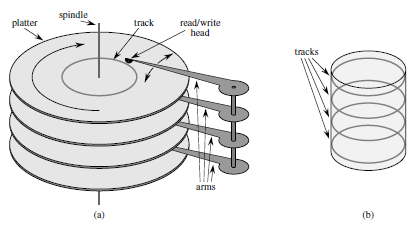 spindle
platter
track
read/write
head
tracks
arms
(a)
(b)